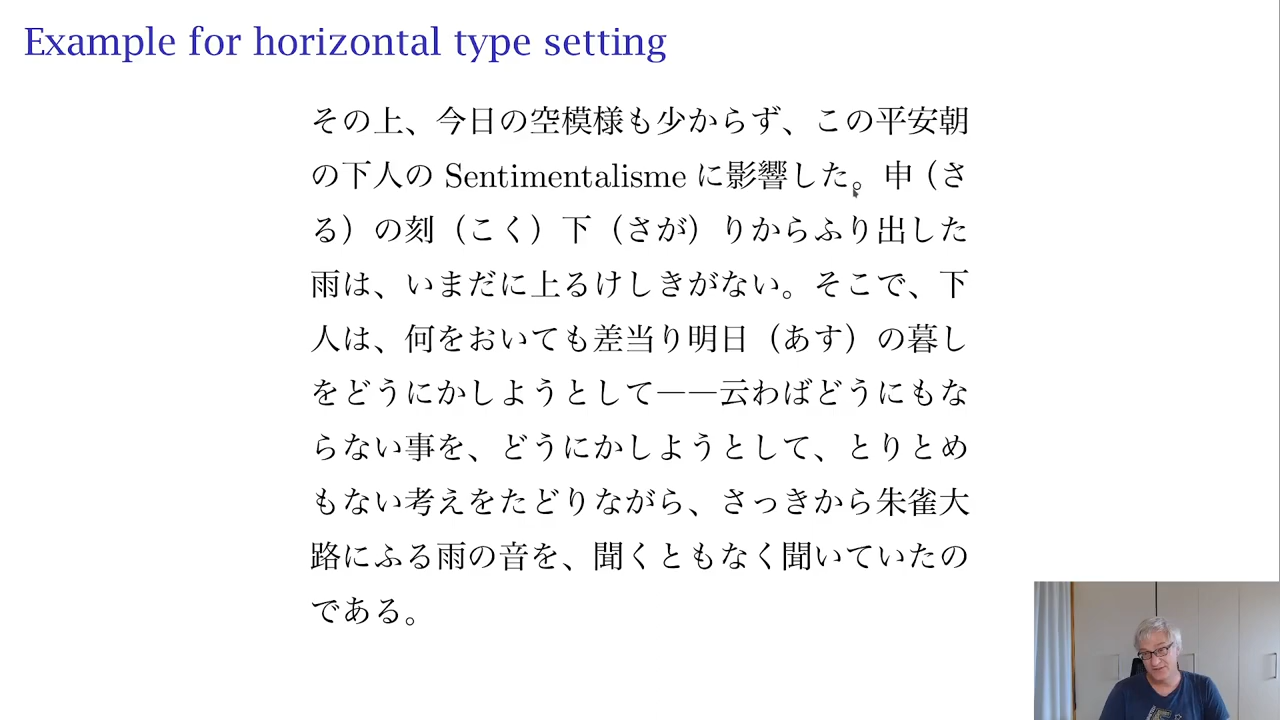 Example for horizontal type setting
その上、今日の空模様も少からず、この平安朝
の下人の Sentimentalisme に影響した。申（さ
る）の刻（こく）下（さが）りからふり出した
雨は、いまだに上るけしきがない。そこで、下
人は、何をおいても差当り明日（あす）の暮し
をどうにかしようとして――云わばどうにもな
らない事を、どうにかしようとして、とりとめ
もない考えをたどりながら、さっきから朱雀大
路にふる雨の音を、聞くともなく聞いていたの
である。